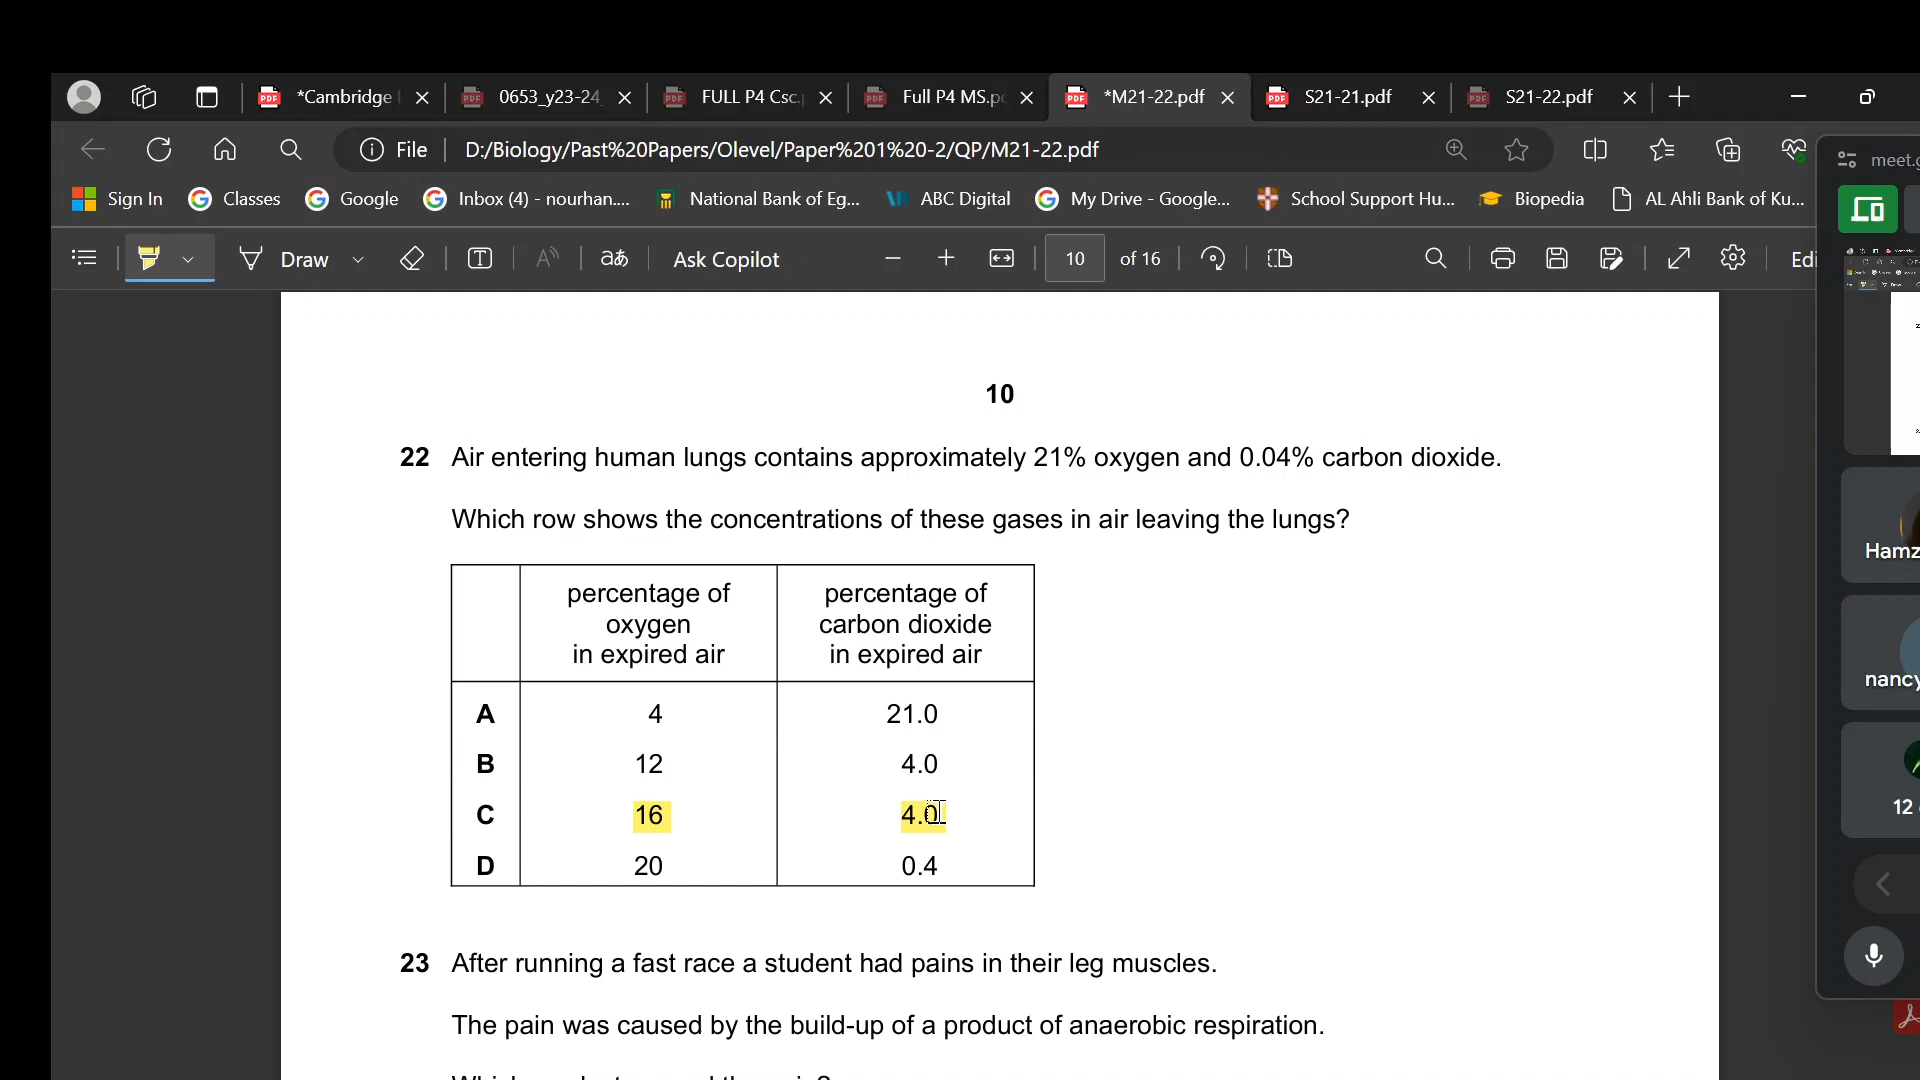 *Cambridge
0653_y23-24
FULL P4 Csc.
Full P4 MS.p
*M21-22.pdf
S21-21.pdf
S21-22.pdf
File
D:/Biology/Past%20Papers/Olevel/Paper%201%20-2/QP/M21-22.pdf
meet.g
Sign In
Classes
Google
Inbox (4) - nourhan....
National Bank of Eg...
ABC Digital
My Drive - Google...
School Support Hu...
Biopedia
AL Ahli Bank of Ku...
Draw
Ask Copilot
10 of 16
Edi
10
22 Air entering human lungs contains approximately 21% oxygen and 0.04% carbon dioxide.
Which row shows the concentrations of these gases in air leaving the lungs?
percentage of oxygen in expired air
percentage of carbon dioxide in expired air
A 4 21.0
B 12 4.0
C 16 4.0
D 20 0.4
23 After running a fast race a student had pains in their leg muscles.
The pain was caused by the build-up of a product of anaerobic respiration.
Hamz
nancy
12